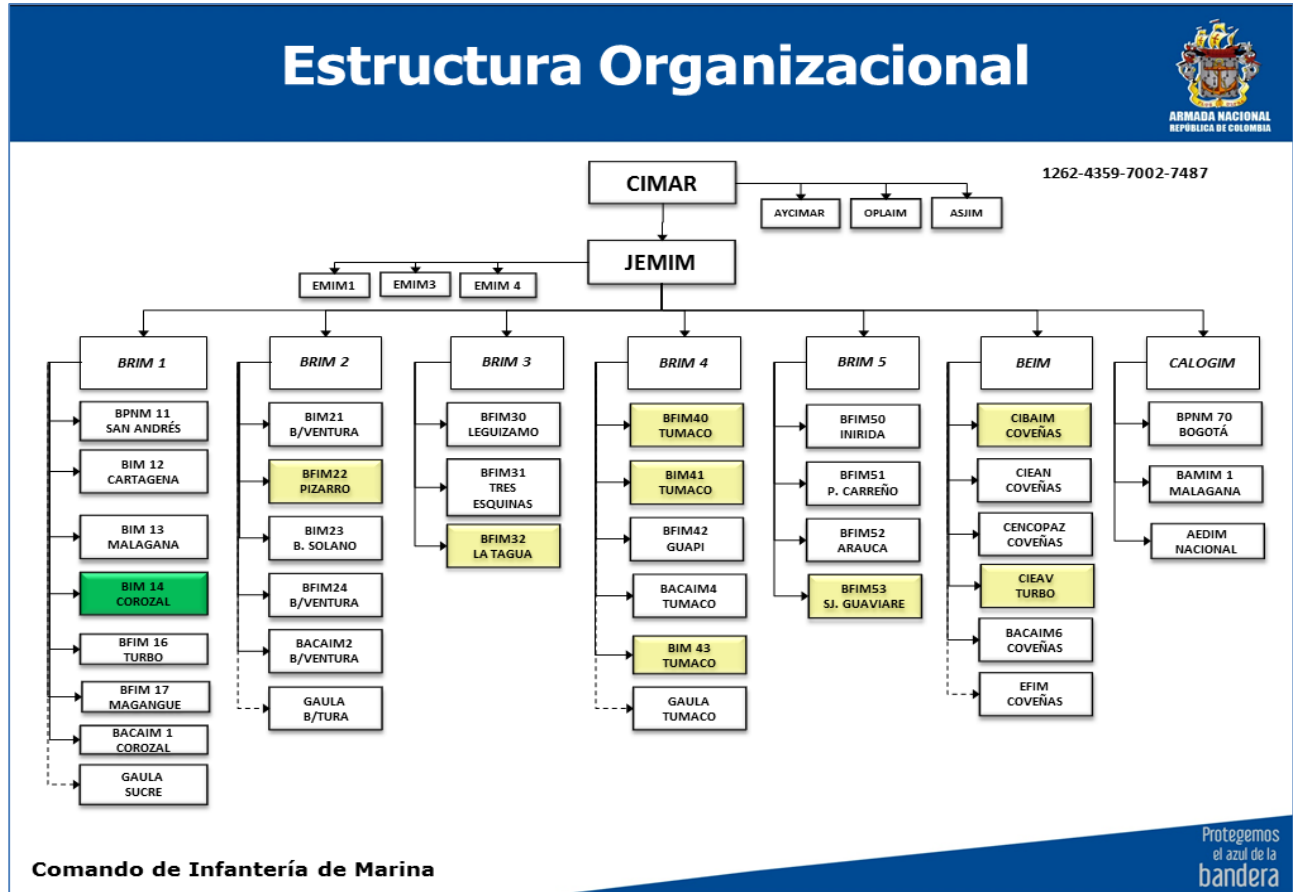 Estructura Organizacional
ARMADA NACIONAL
REPÚBLICA DE COLOMBIA
1262-4359-7002-7487
CIMAR
AYCIMAR
OPLAIM
ASJIM
JEMIM
EMIM1
EMIM3
EMIM 4
BRIM 1
BPNM 11
SAN ANDRÉS
BIM 12
CARTAGENA
BIM 13
MALAGANA
BIM 14
COROZAL
BFIM 16
TURBO
BFIM 17
MAGANGUE
BACAIM 1
COROZAL
GAULA
SUCRE
BRIM 2
BIM21
B/VENTURA
BFIM22
PIZARRO
BIM23
B. SOLANO
BFIM24
B/VENTURA
BACAIM2
B/VENTURA
GAULA
B/TURA
BRIM 3
BFIM30
LEGUIZAMO
BFIM31
TRES
ESQUINAS
BFIM32
LA TAGUA
BRIM 4
BFIM40
TUMACO
BIM41
TUMACO
BFIM42
GUAPI
BACAIM4
TUMACO
BIM 43
TUMACO
GAULA
TUMACO
BRIM 5
BFIM50
INIRIDA
BFIM51
P. CARREÑO
BFIM52
ARAUCA
BFIM53
SJ. GUAVIARE
BEIM
CIBAIM
COVEÑAS
CIEAN
COVEÑAS
CENCOPAZ
COVEÑAS
CIEAV
TURBO
BACAIM6
COVEÑAS
EFIM
COVEÑAS
CALOGIM
BPNM 70
BOGOTÁ
BAMIM 1
MALAGANA
AEDIM
NACIONAL
Comando de Infantería de Marina
Protegemos
el azul de la
bandera